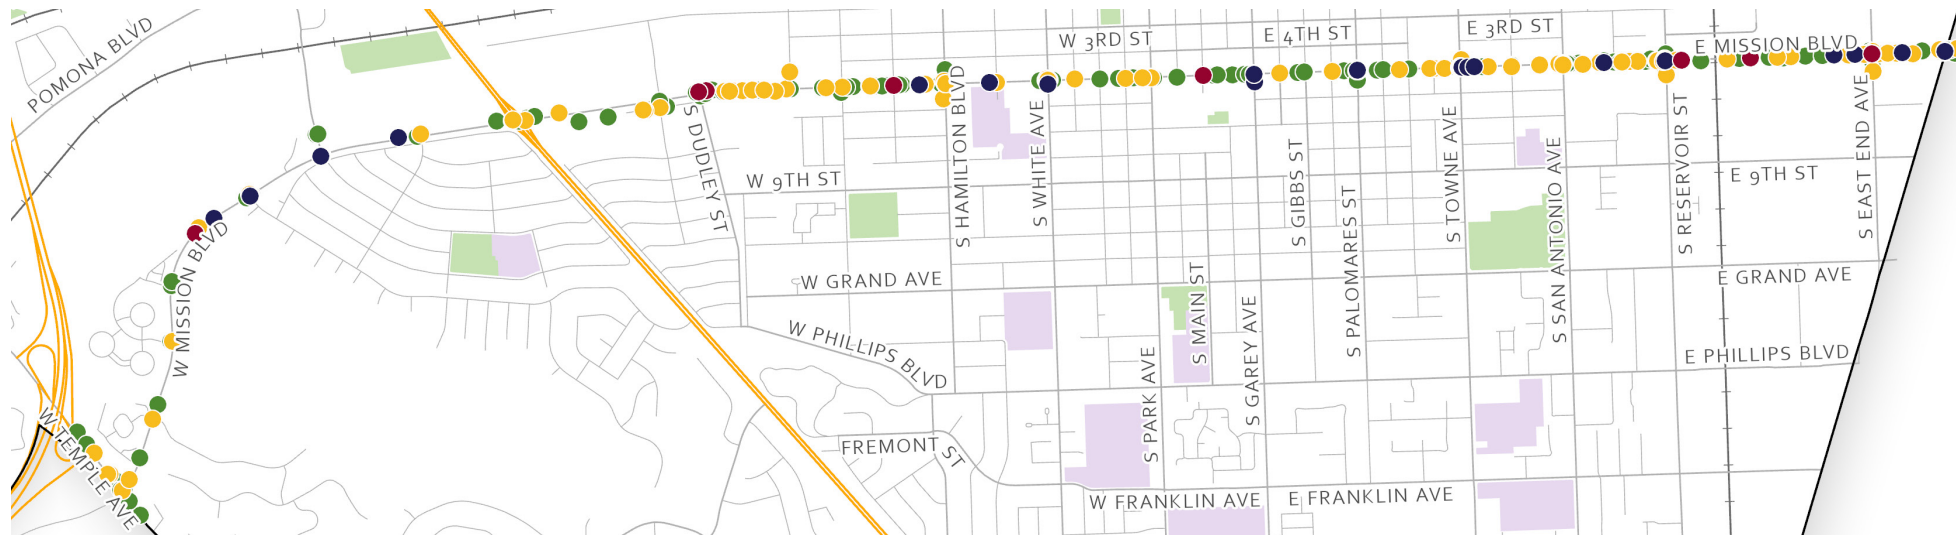 POMONA BLVD
W 3RD ST
E 4TH ST
E 3RD ST
E MISSION BLVD
S DUDLEY ST
S HAMILTON BLVD
S WHITE AVE
S GIBBS ST
S PALOMARES ST
S TOWNE AVE
S SAN ANTONIO AVE
S RESERVOIR ST
S EAST END AVE
W 9TH ST
E 9TH ST
W MISSION BLVD
W GRAND AVE
E GRAND AVE
S MAIN ST
S GAREY AVE
S PARK AVE
W PHILLIPS BLVD
E PHILLIPS BLVD
W TEMPLE AVE
FREMONT ST
W FRANKLIN AVE
E FRANKLIN AVE